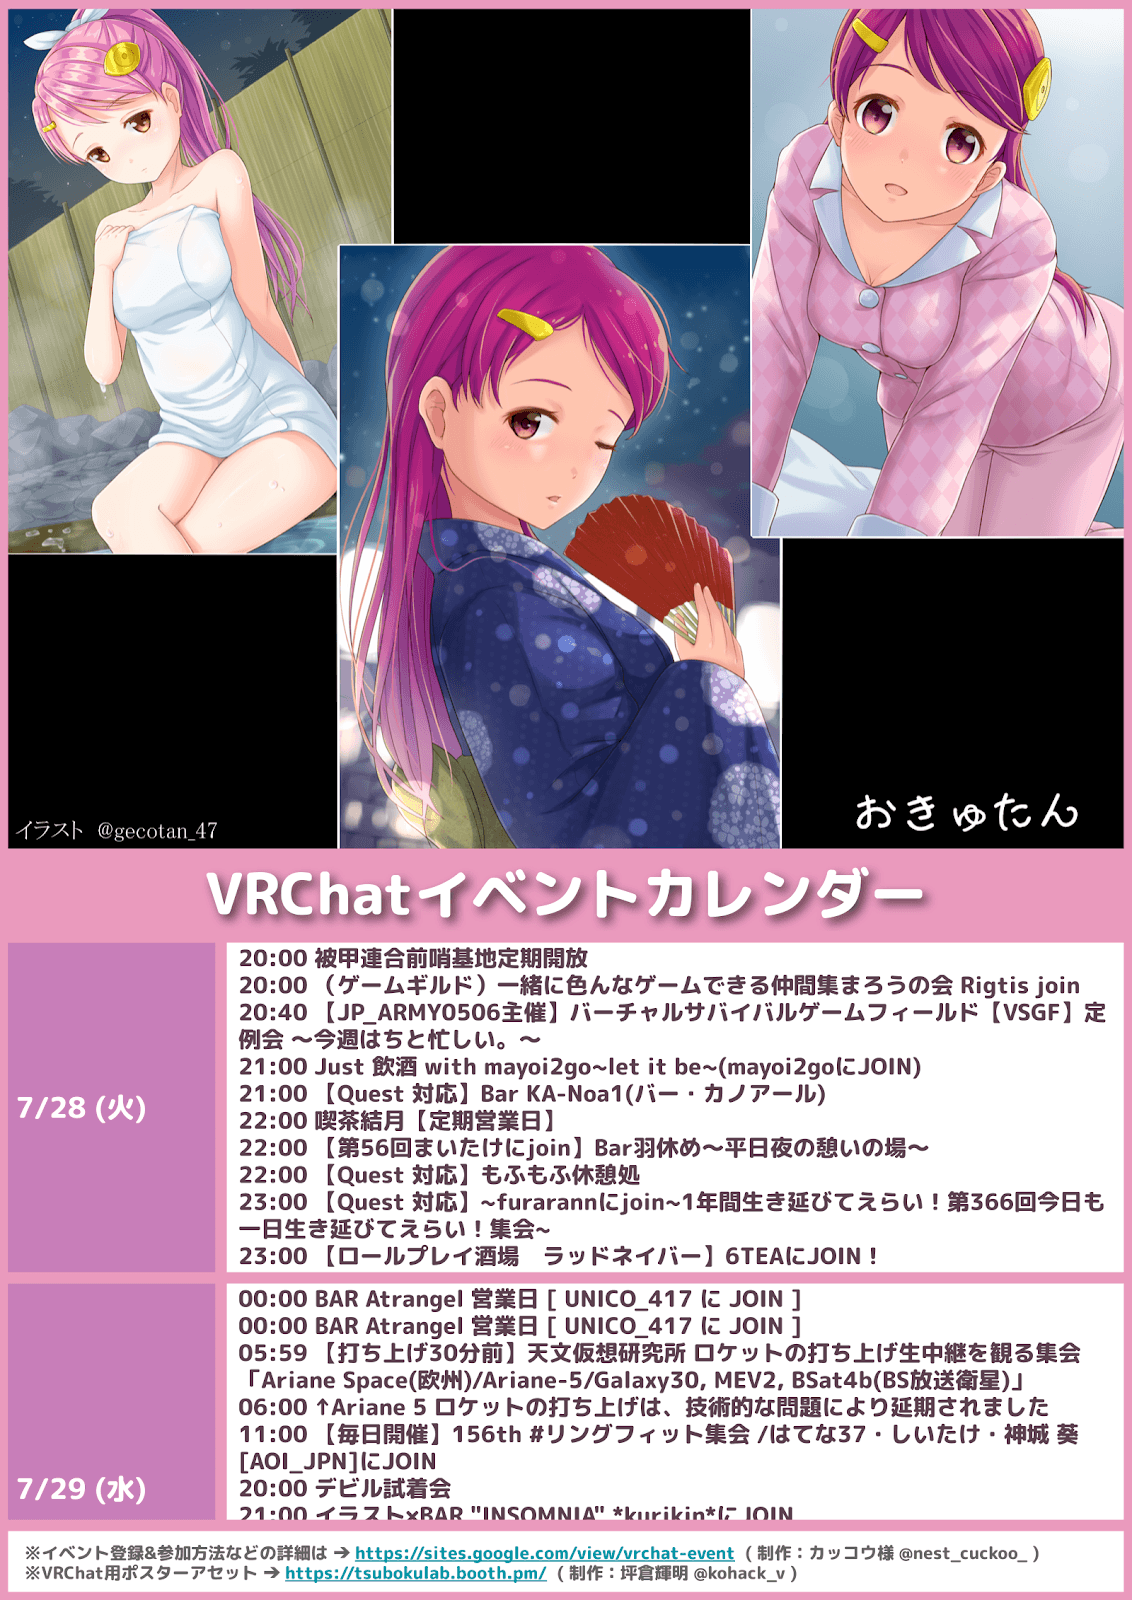 イラスト @gecotan_47
おきゅたん
VRChatイベントカレンダー
7/28 (火)
20:00 被甲連合前哨基地定期開放
20:00 （ゲームギルド）一緒に色んなゲームできる仲間集まろうの会 Rigtis join
20:40 【JP_ARMY0506主催】バーチャルサバイバルゲームフィールド【VSGF】定
例会 〜今週はちと忙しい。〜
21:00 Just 飲酒 with mayoi2go~let it be~(mayoi2goにJOIN)
21:00 【Quest 対応】Bar KA-Noa1(バー・カノアール)
22:00 喫茶結月【定期営業日】
22:00 【第56回まいたけにjoin】Bar羽休め〜平日夜の憩いの場〜
22:00 【Quest 対応】もふもふ休憩処
23:00 【Quest 対応】~furarannにjoin~1年間生き延びてえらい！第366回今日も
一日生き延びてえらい！集会~
23:00 【ロールプレイ酒場　ラッドネイバー】6TEAにJOIN！
7/29 (水)
00:00 BAR Atrangel 営業日 [ UNICO_417 に JOIN ]
00:00 BAR Atrangel 営業日 [ UNICO_417 に JOIN ]
05:59 【打ち上げ30分前】天文仮想研究所 ロケットの打ち上げ生中継を観る集会
「Ariane Space(欧州)/Ariane-5/Galaxy30, MEV2, BSat4b(BS放送衛星)」
06:00 ↑Ariane 5 ロケットの打ち上げは、技術的な問題により延期されました
11:00 【毎日開催】156th #リングフィット集会 /はてな37・しいたけ・神城 葵
[AOI_JPN]にJOIN
20:00 デビル試着会
21:00 イラスト×BAR "INSOMNIA" *kurikin*にJOIN
※イベント登録&参加方法などの詳細は ➔ https://sites.google.com/view/vrchat-event ( 制作：カッコウ様 @nest_cuckoo_ )
※VRChat用ポスターアセット ➔ https://tsubokulab.booth.pm/ ( 制作：坪倉輝明 @kohack_v )